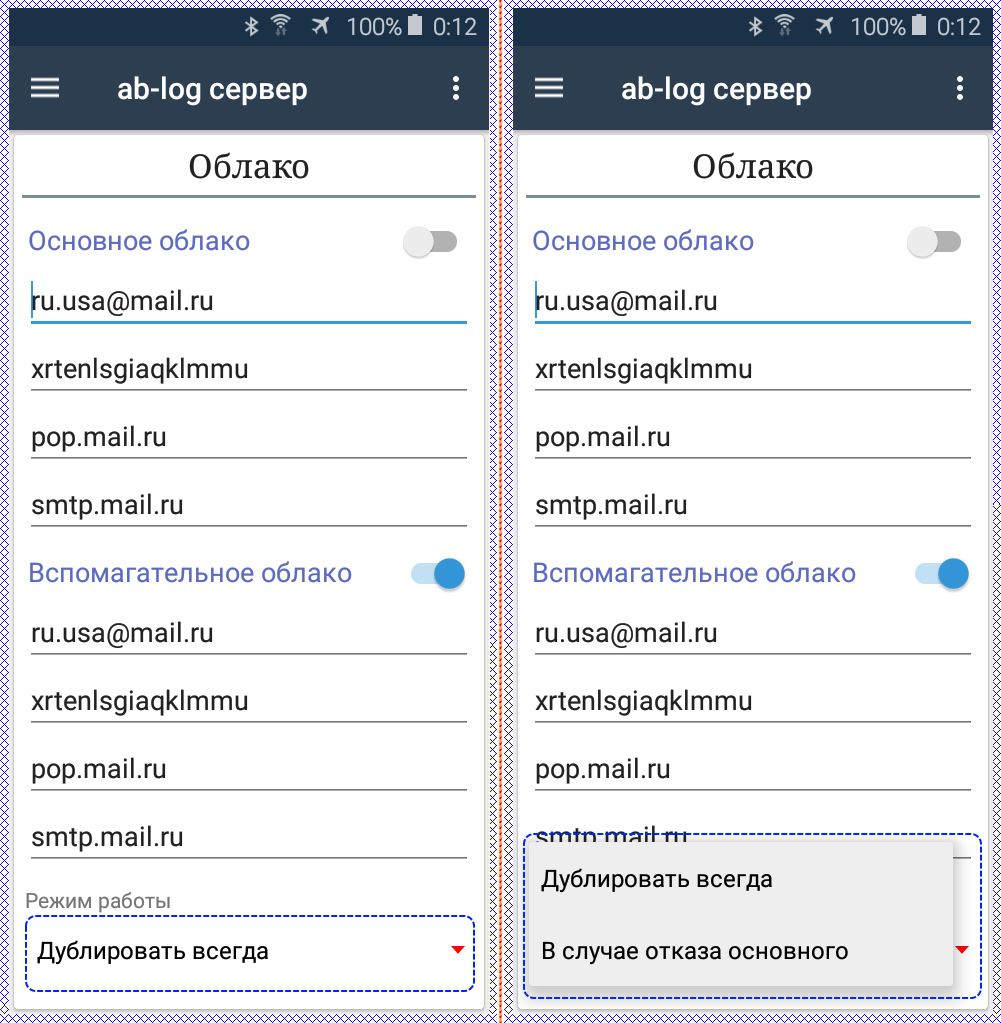 100% 0:12
ab-log сервер
Облако
Основное облако
ru.usa@mail.ru
xrtenlsgiaqklmmu
pop.mail.ru
smtp.mail.ru
Вспомагательное облако
ru.usa@mail.ru
xrtenlsgiaqklmmu
pop.mail.ru
smtp.mail.ru
Режим работы
Дублировать всегда
100% 0:12
ab-log сервер
Облако
Основное облако
ru.usa@mail.ru
xrtenlsgiaqklmmu
pop.mail.ru
smtp.mail.ru
Вспомагательное облако
ru.usa@mail.ru
xrtenlsgiaqklmmu
pop.mail.ru
smtp.mail.ru
Дублировать всегда
В случае отказа основного